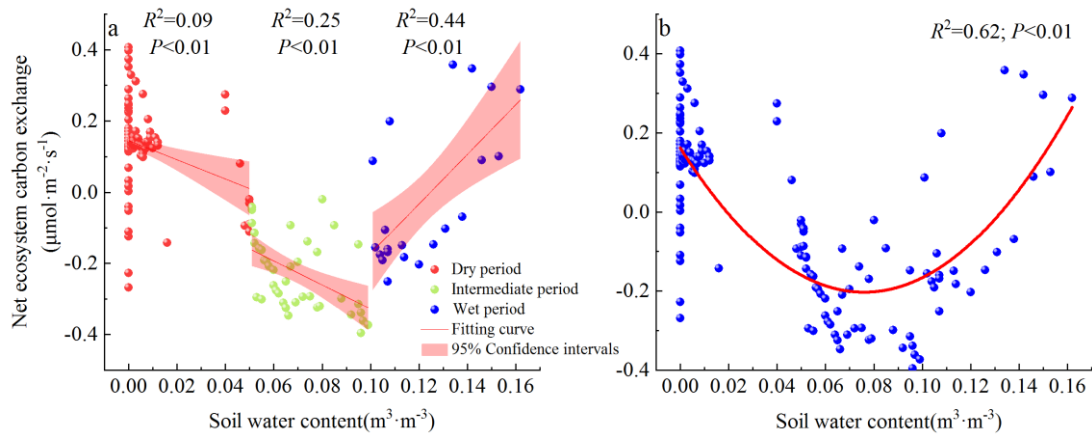 a
R²=0.09
P<0.01
R²=0.25
P<0.01
R²=0.44
P<0.01
Net ecosystem carbon exchange
(μmol·m⁻²·s⁻¹)
0.4
0.2
0.0
-0.2
-0.4
Dry period
Intermediate period
Wet period
Fitting curve
95% Confidence intervals
0.00 0.02 0.04 0.06 0.08 0.10 0.12 0.14 0.16
Soil water content(m³·m⁻³)
b
R²=0.62; P<0.01
0.4
0.2
0.0
-0.2
-0.4
0.00 0.02 0.04 0.06 0.08 0.10 0.12 0.14 0.16
Soil water content(m³·m⁻³)